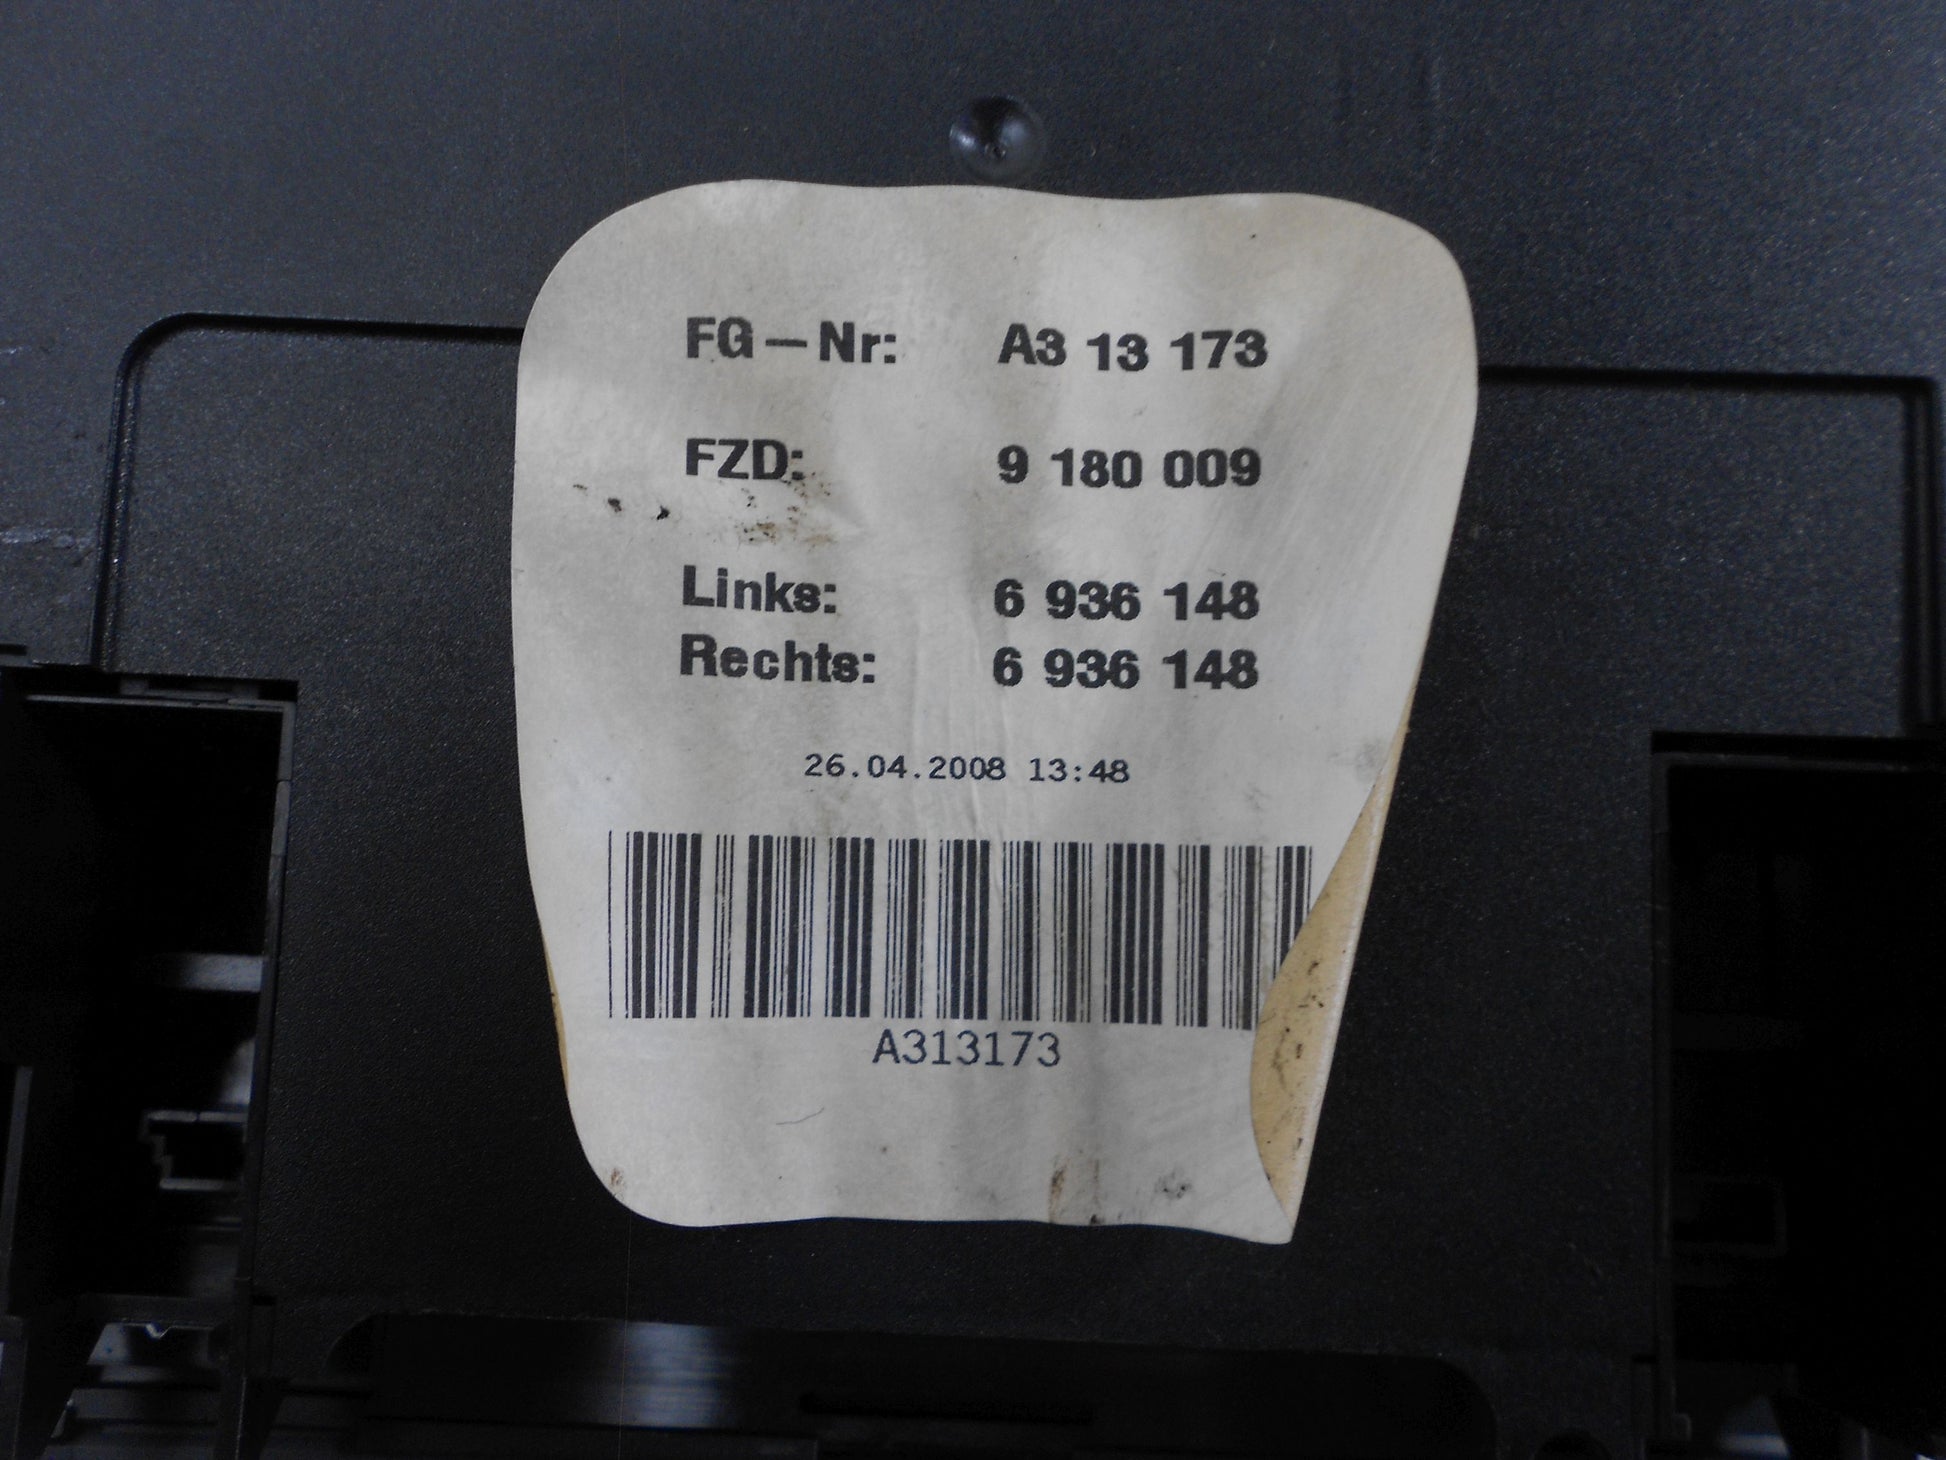 FG—Nr: A3 13 173
FZD: 9 180 009
Links: 6 936 148
Rechts: 6 936 148
26.04.2008 13:48
A313173